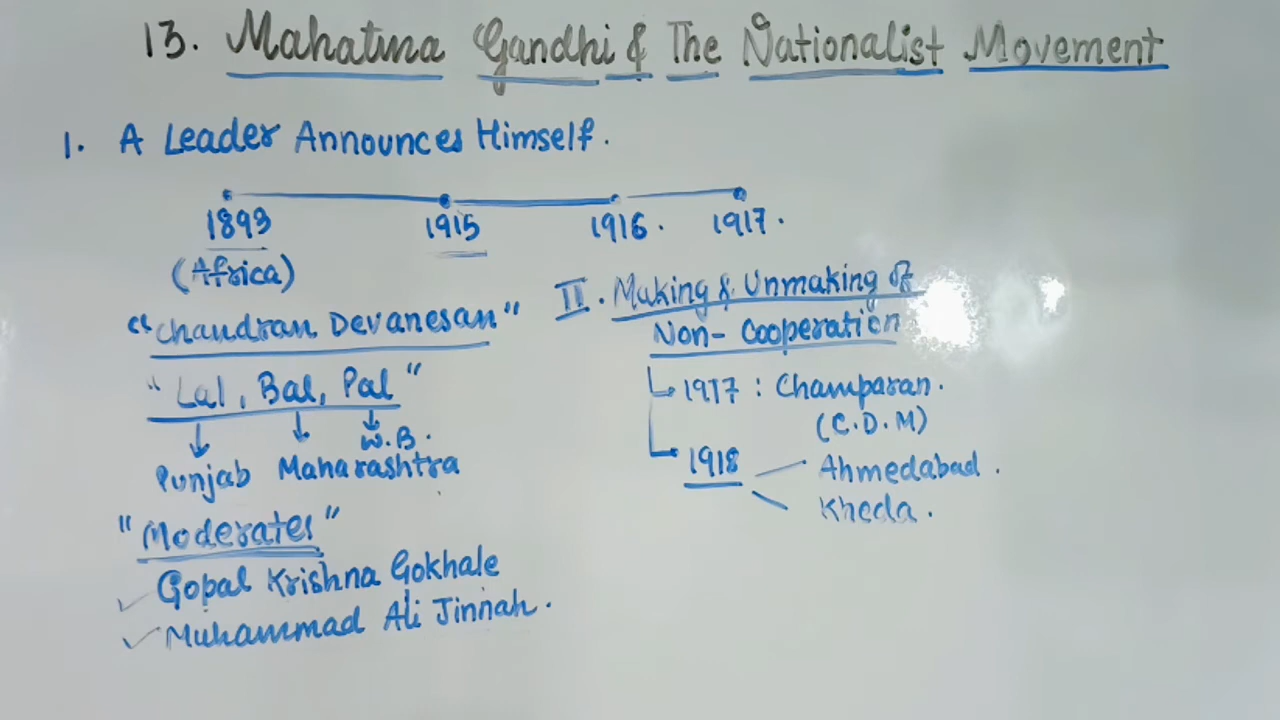 13. Mahatma Gandhi & The Nationalist Movement
1. A Leader Announces Himself.
1893 1915 1916. 1917.
(Africa)
"Chandran Devanesan"
"Lal, Bal, Pal"
W.B.
Punjab Maharashtra
"Moderates"
Gopal Krishna Gokhale
Muhammad Ali Jinnah.
II. Making & Unmaking of
Non-Cooperation
1917 : Champaran.
(C.D.M)
1918 Ahmedabad.
Kheda.